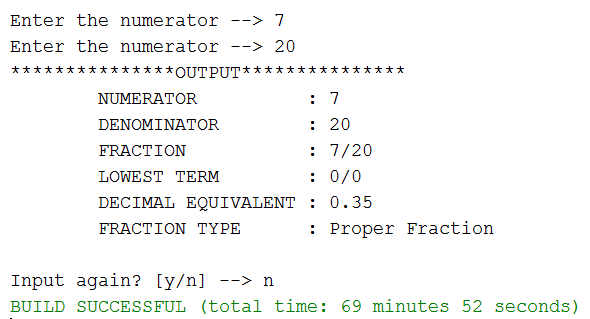 Enter the numerator --> 7
Enter the numerator --> 20
***************OUTPUT***************
NUMERATOR : 7
DENOMINATOR : 20
FRACTION : 7/20
LOWEST TERM : 0/0
DECIMAL EQUIVALENT : 0.35
FRACTION TYPE : Proper Fraction
Input again? [y/n] --> n
BUILD SUCCESSFUL (total time: 69 minutes 52 seconds)